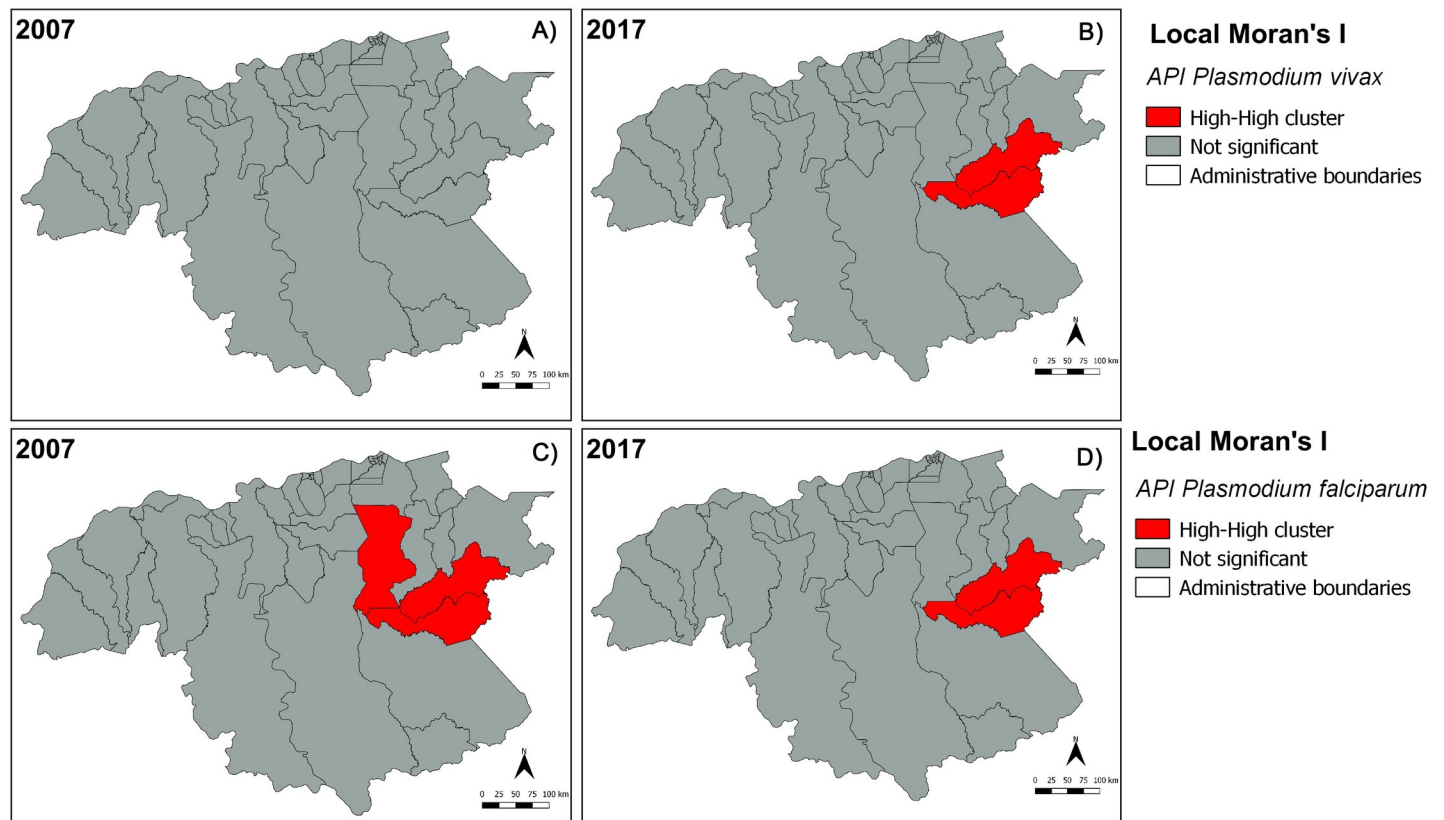 2007
A)
N
0 25 50 75 100 km
2017
B)
N
0 25 50 75 100 km
Local Moran's I
API Plasmodium vivax
High-High cluster
Not significant
Administrative boundaries
2007
C)
N
0 25 50 75 100 km
2017
D)
N
0 25 50 75 100 km
Local Moran's I
API Plasmodium falciparum
High-High cluster
Not significant
Administrative boundaries